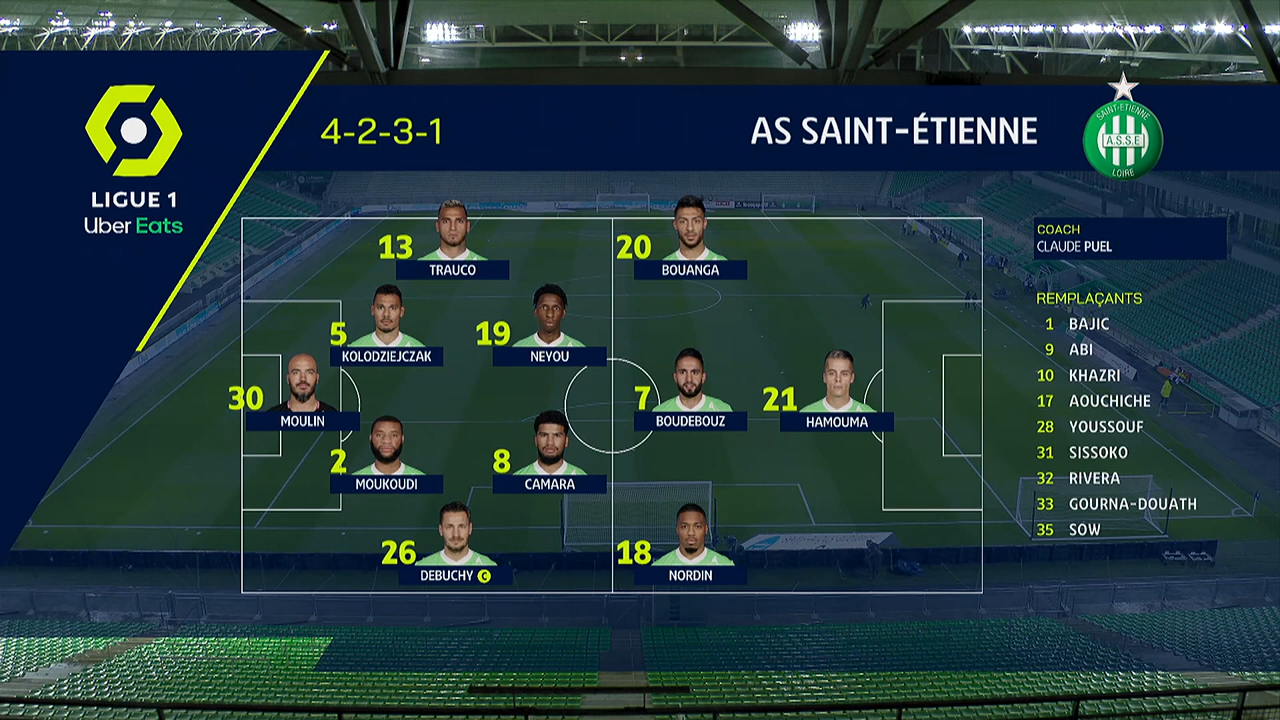 4-2-3-1
AS SAINT-ÉTIENNE
SAINT-ETIENNE
A.S.S.E
LOIRE
LIGUE 1
Uber Eats
13
TRAUCO
20
BOUANGA
5
KOLODZIEJCZAK
19
NEYOU
30
MOULIN
7
BOUDEBOUZ
21
HAMOUMA
2
MOUKOUDI
8
CAMARA
26
DEBUCHY C
18
NORDIN
COACH
CLAUDE PUEL
REMPLAÇANTS
1 BAJIC
9 ABI
10 KHAZRI
17 AOUCHICHE
28 YOUSSOUF
31 SISSOKO
32 RIVERA
33 GOURNA-DOUATH
35 SOW